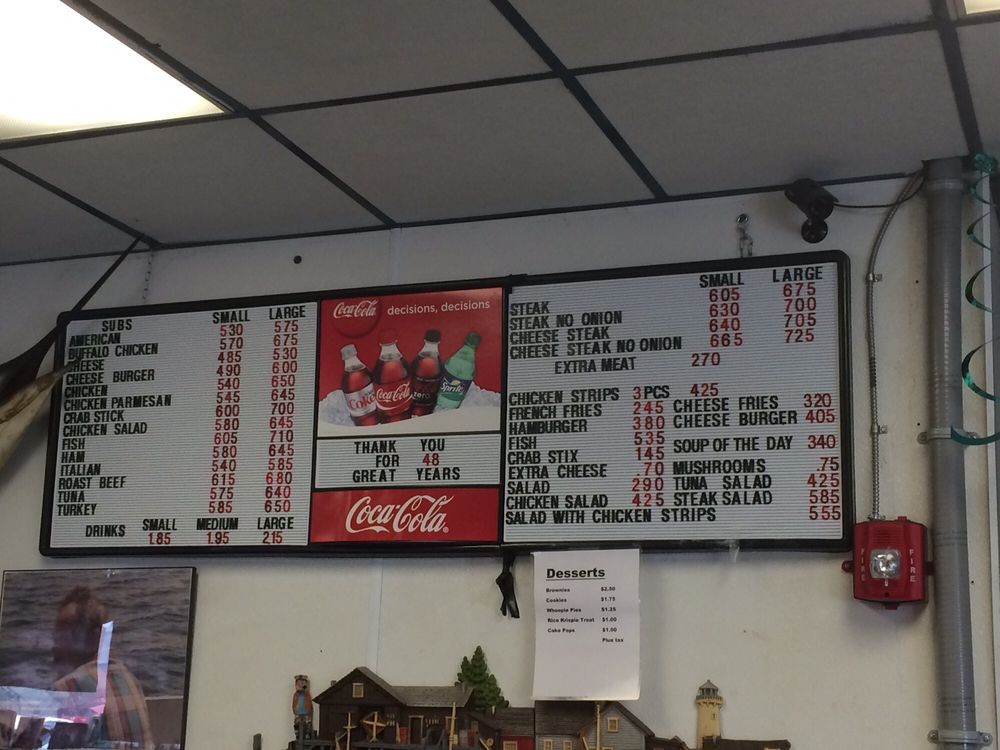 SUBS SMALL LARGE
AMERICAN 530 575
BUFFALO CHICKEN 570 675
CHEESE 485 530
CHEESE BURGER 490 600
CHICKEN 540 650
CHICKEN PARMESAN 545 645
CRAB STICK 600 700
CHICKEN SALAD 580 645
FISH 605 710
HAM 580 645
ITALIAN 540 585
ROAST BEEF 615 680
TUNA 575 640
TURKEY 585 650
DRINKS SMALL MEDIUM LARGE
1.85 1.95 2.15
Coca-Cola decisions, decisions
Coke Coca-Cola zero Sprite
THANK YOU
FOR 48
GREAT YEARS
Coca-Cola
SMALL LARGE
STEAK 605 675
STEAK NO ONION 630 700
CHEESE STEAK 640 705
CHEESE STEAK NO ONION 665 725
EXTRA MEAT 270
CHICKEN STRIPS 3 PCS 425
FRENCH FRIES 245 CHEESE FRIES 320
HAMBURGER 380 CHEESE BURGER 405
FISH 535
CRAB STIX 145 SOUP OF THE DAY 340
EXTRA CHEESE .70 MUSHROOMS .75
SALAD 290 TUNA SALAD 425
CHICKEN SALAD 425 STEAK SALAD 585
SALAD WITH CHICKEN STRIPS 555
FIRE FIRE
Desserts
Brownies $2.50
Cookies $1.75
Whoopie Pies $1.25
Rice Krispie Treat $1.00
Cake Pops $1.00
Plus tax